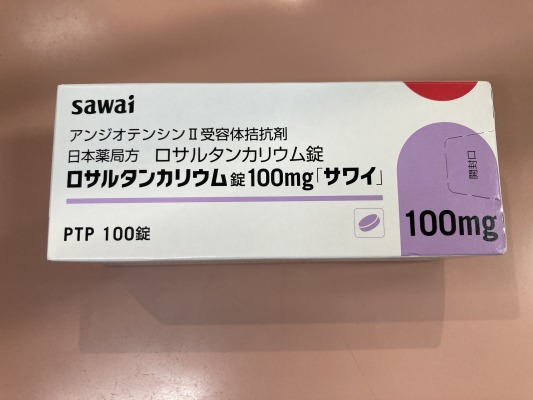 sawai
アンジオテンシンⅡ受容体拮抗剤
日本薬局方 ロサルタンカリウム錠
ロサルタンカリウム錠100mg「サワイ」
PTP 100錠
100mg
開封口